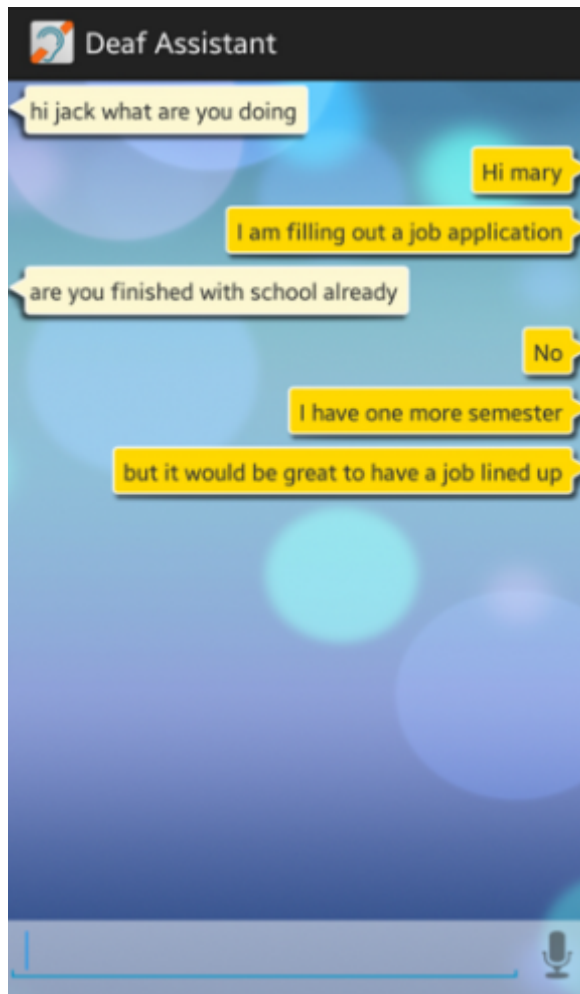 Deaf Assistant
hi jack what are you doing
Hi mary
I am filling out a job application
are you finished with school already
No
I have one more semester
but it would be great to have a job lined up